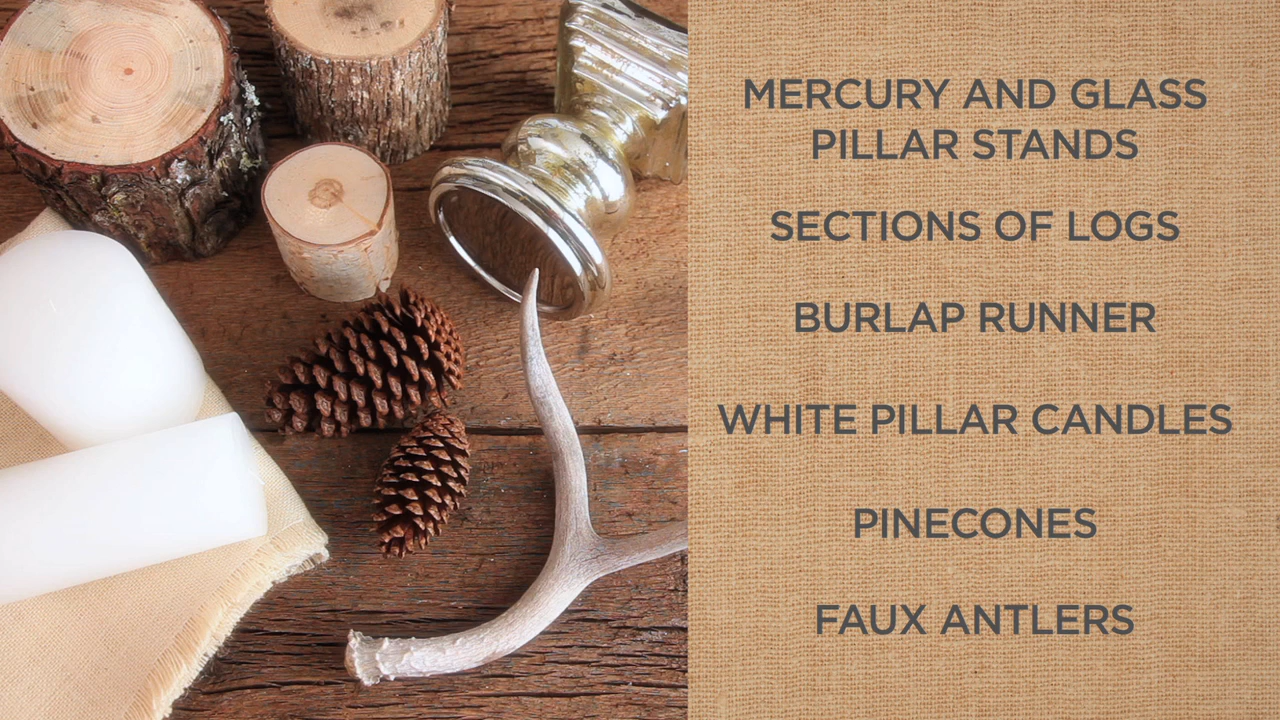 MERCURY AND GLASS
PILLAR STANDS
SECTIONS OF LOGS
BURLAP RUNNER
WHITE PILLAR CANDLES
PINECONES
FAUX ANTLERS